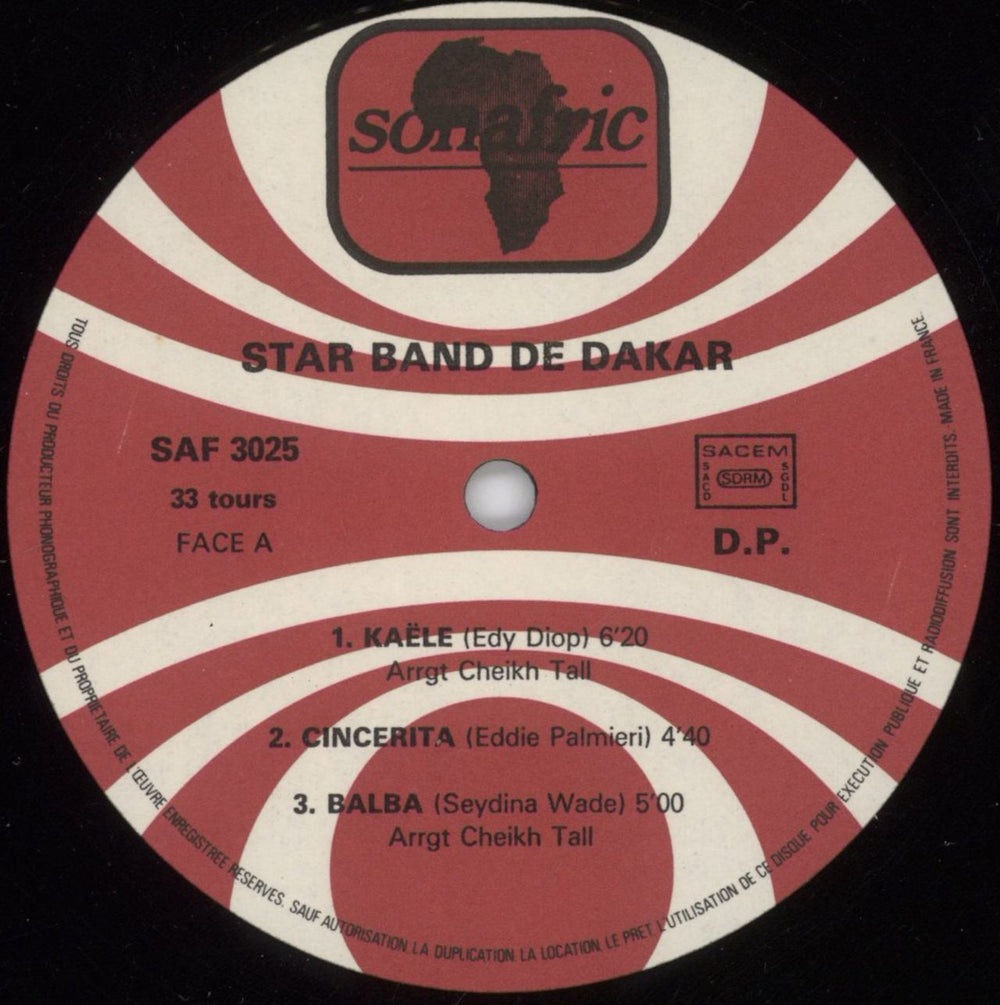 sonafric
STAR BAND DE DAKAR
SAF 3025
33 tours
FACE A
SACEM
SACD
SDRM
SGDL
D.P.
1. KAËLE (Edy Diop) 6'20
Arrgt Cheikh Tall
2. CINCERITA (Eddie Palmieri) 4'40
3. BALBA (Seydina Wade) 5'00
Arrgt Cheikh Tall
TOUS DROITS DU PRODUCTEUR PHONOGRAPHIQUE ET DU PROPRIETAIRE DE L'ŒUVRE ENREGISTREE RESERVES. SAUF AUTORISATION. LA DUPLICATION. LA LOCATION. LE PRET L'UTILISATION DE CE DISQUE POUR EXECUTION PUBLIQUE ET RADIODIFFUSION SONT INTERDITS. MADE IN FRANCE.